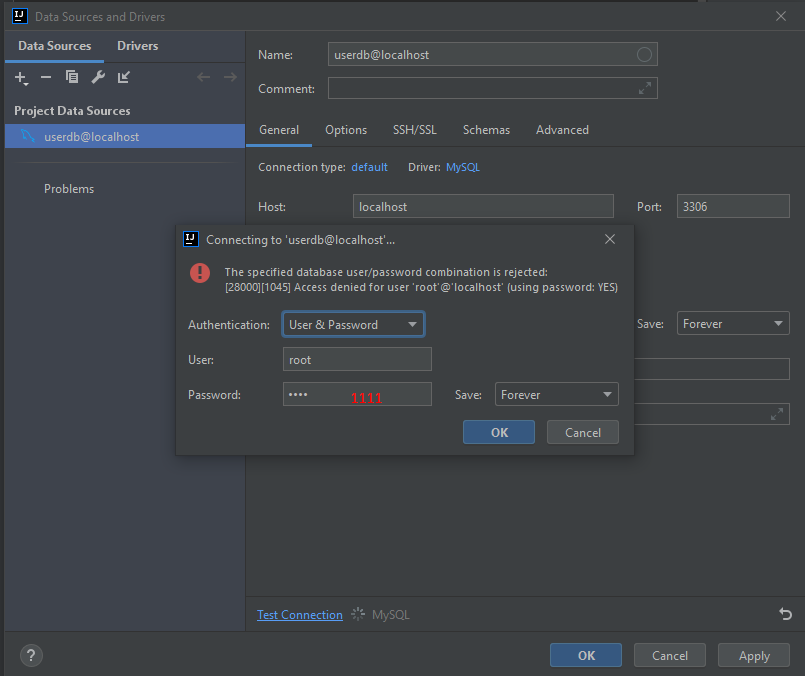 Data Sources and Drivers
Data Sources Drivers
Name: userdb@localhost
Comment:
Project Data Sources
userdb@localhost
Problems
General Options SSH/SSL Schemas Advanced
Connection type: default Driver: MySQL
Host: localhost Port: 3306
Connecting to 'userdb@localhost'...
The specified database user/password combination is rejected:
[28000][1045] Access denied for user 'root'@'localhost' (using password: YES)
Authentication: User & Password
Save: Forever
User: root
Password: •••• 1111 Save: Forever
OK Cancel
Test Connection MySQL
? OK Cancel Apply